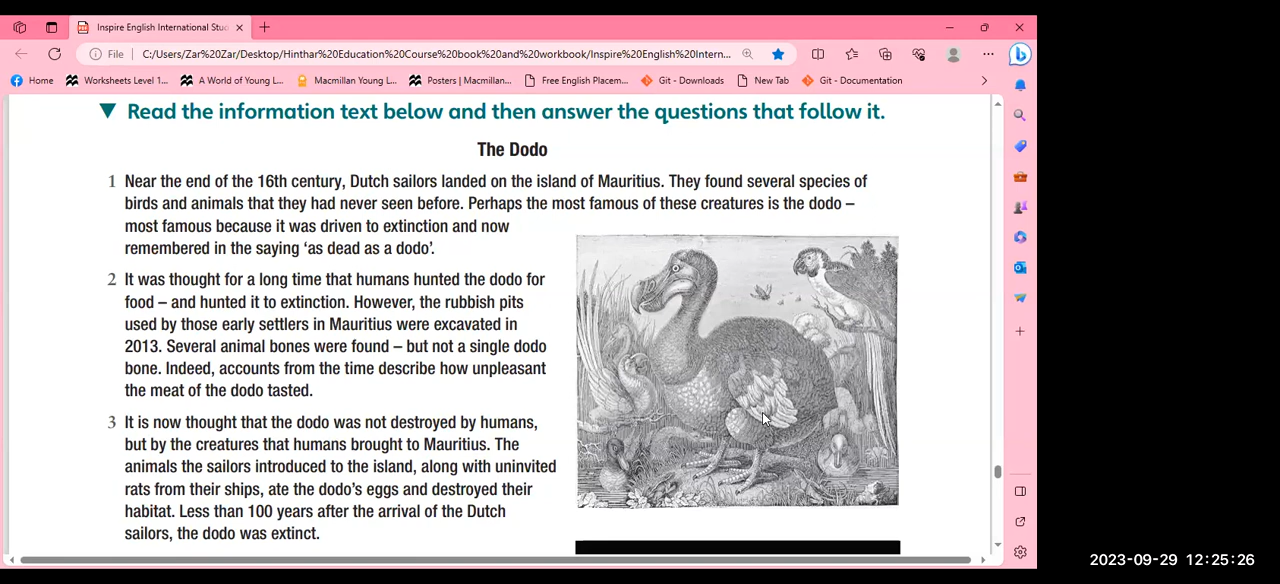 Inspire English International Stud
File
C:/Users/Zar%20Zar/Desktop/Hinthar%20Education%20Course%20book%20and%20workbook/Inspire%20English%20Intern...
Home
Worksheets Level 1...
A World of Young L...
Macmillan Young L...
Posters | Macmillan...
Free English Placem...
Git - Downloads
New Tab
Git - Documentation
▼ Read the information text below and then answer the questions that follow it.
The Dodo
1 Near the end of the 16th century, Dutch sailors landed on the island of Mauritius. They found several species of
birds and animals that they had never seen before. Perhaps the most famous of these creatures is the dodo –
most famous because it was driven to extinction and now
remembered in the saying ‘as dead as a dodo’.
2 It was thought for a long time that humans hunted the dodo for
food – and hunted it to extinction. However, the rubbish pits
used by those early settlers in Mauritius were excavated in
2013. Several animal bones were found – but not a single dodo
bone. Indeed, accounts from the time describe how unpleasant
the meat of the dodo tasted.
3 It is now thought that the dodo was not destroyed by humans,
but by the creatures that humans brought to Mauritius. The
animals the sailors introduced to the island, along with uninvited
rats from their ships, ate the dodo’s eggs and destroyed their
habitat. Less than 100 years after the arrival of the Dutch
sailors, the dodo was extinct.
2023-09-29 12:25:26